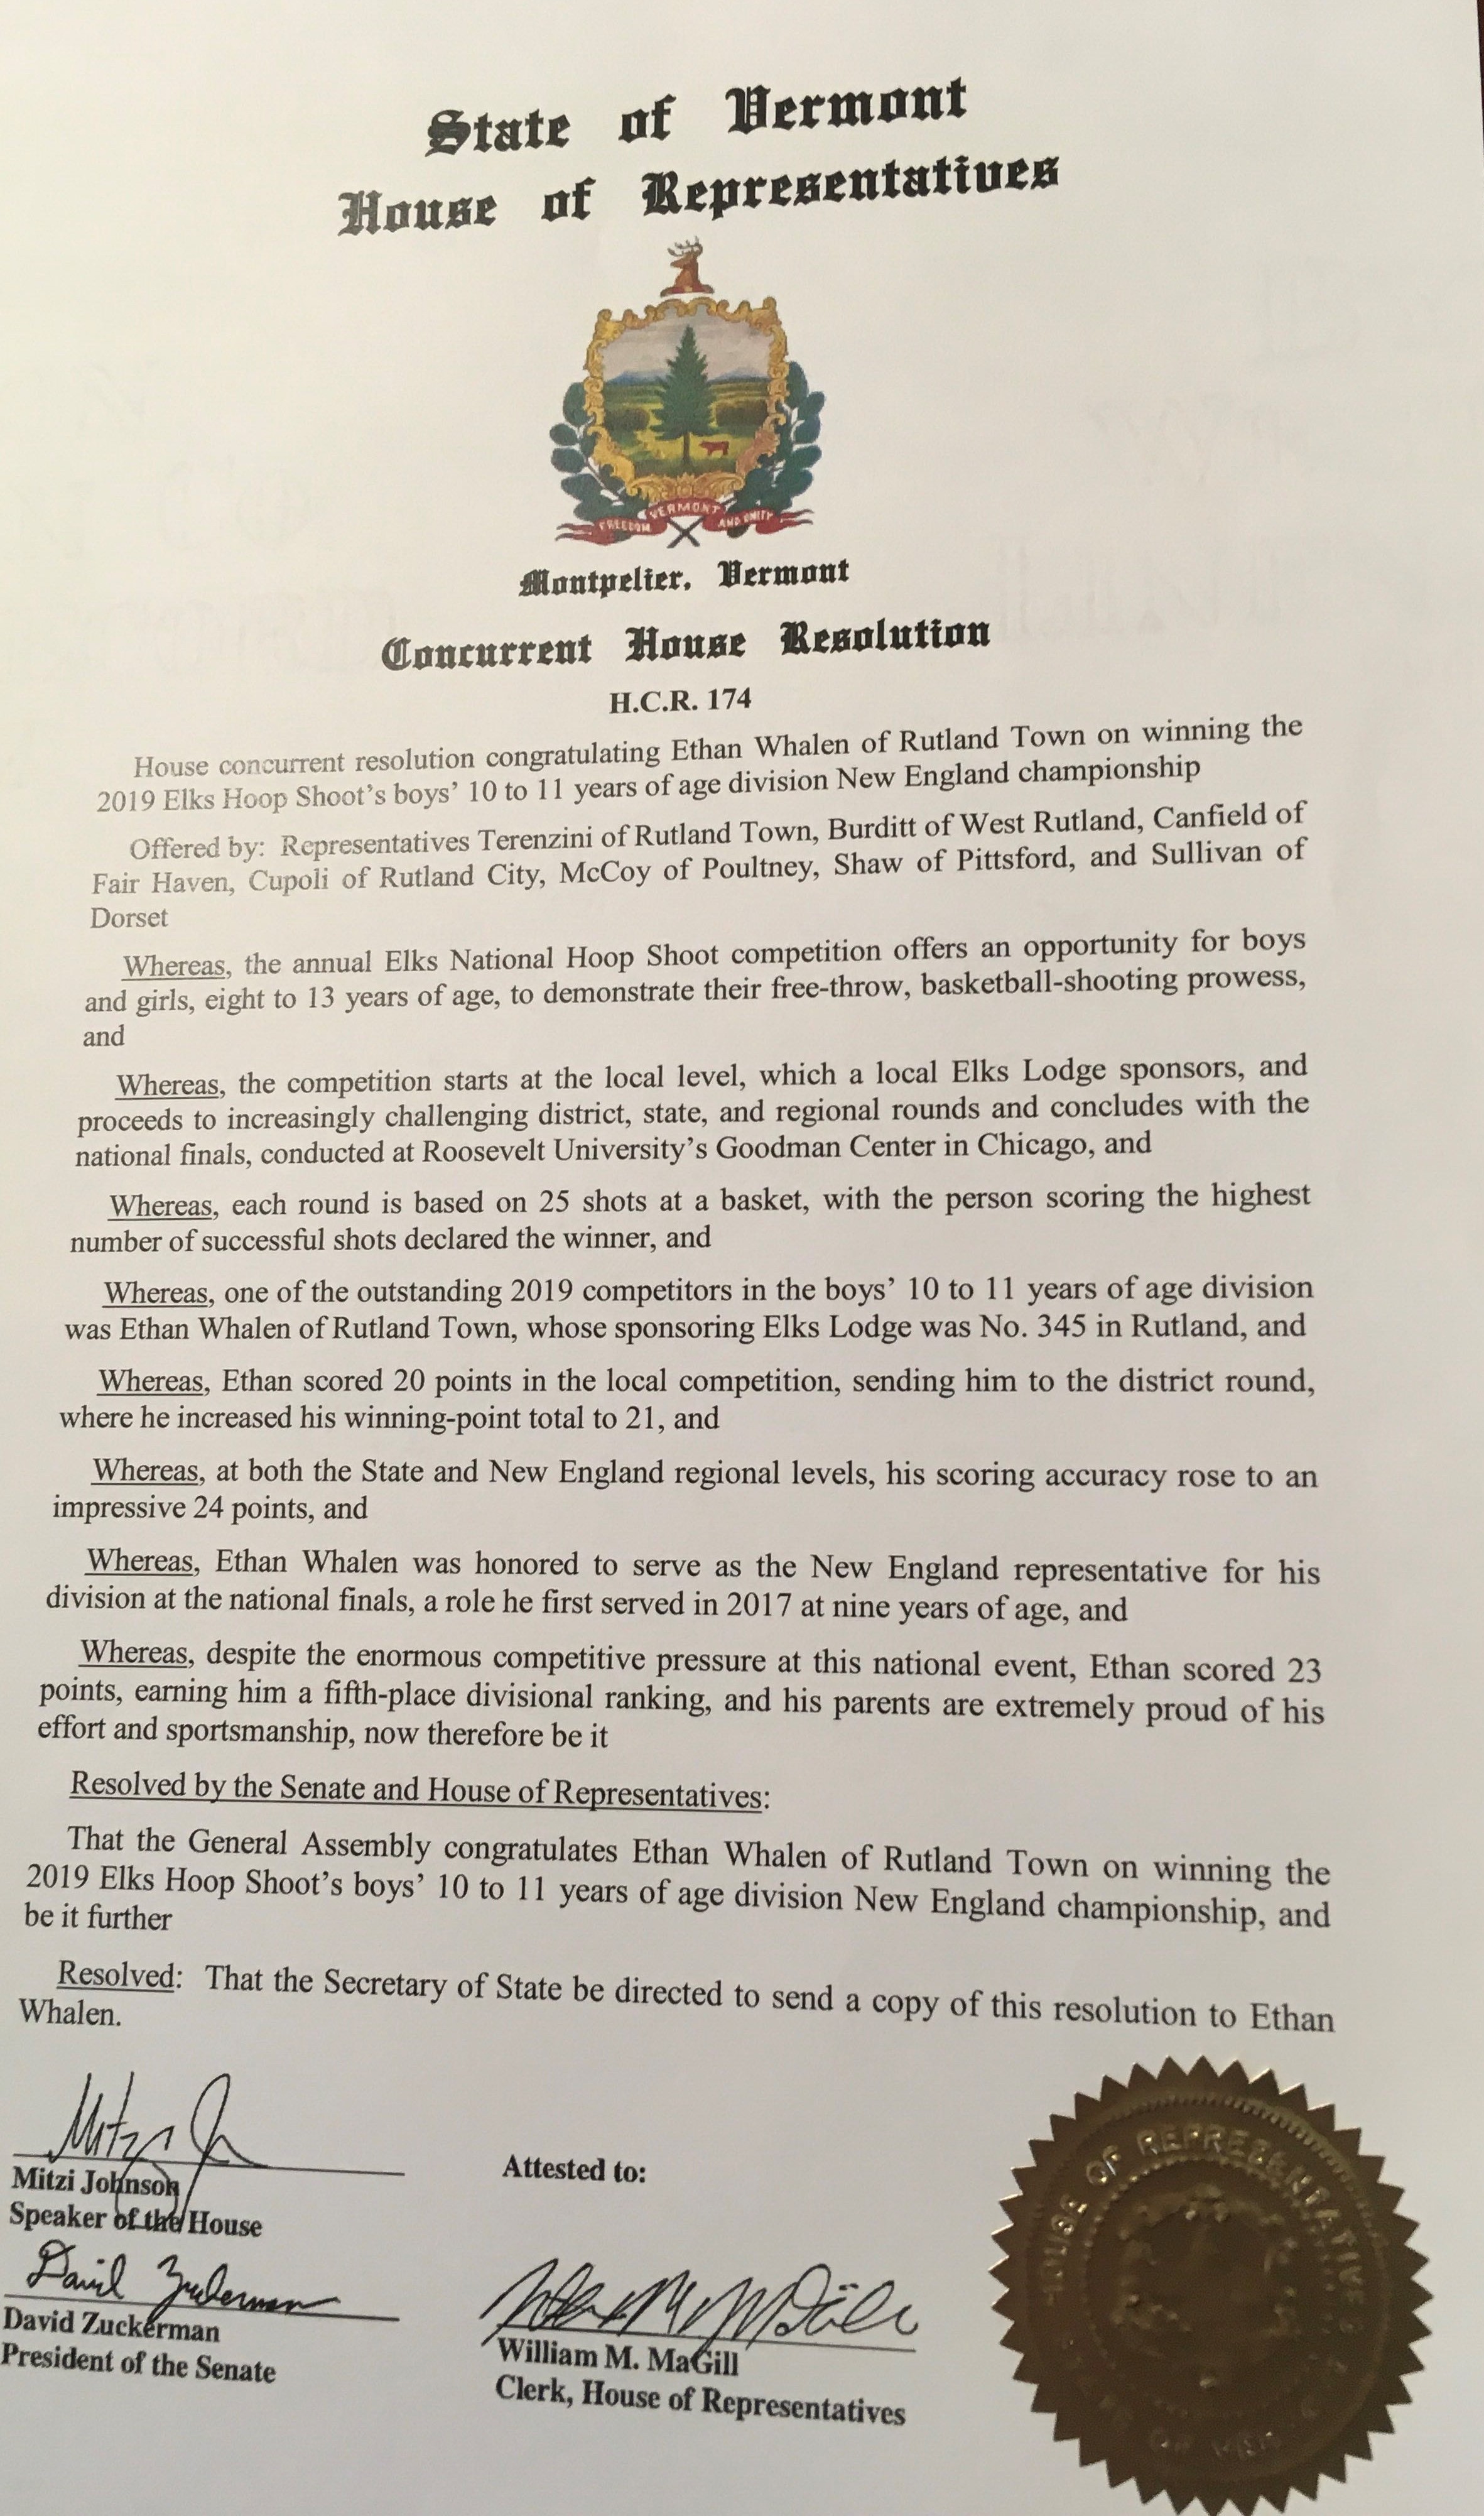 State of Vermont
House of Representatives
FREEDOM VERMONT AND UNITY
Montpelier, Vermont
Concurrent House Resolution
H.C.R. 174
House concurrent resolution congratulating Ethan Whalen of Rutland Town on winning the
2019 Elks Hoop Shoot's boys' 10 to 11 years of age division New England championship
Offered by: Representatives Terenzini of Rutland Town, Burditt of West Rutland, Canfield of
Fair Haven, Cupoli of Rutland City, McCoy of Poultney, Shaw of Pittsford, and Sullivan of
Dorset
Whereas, the annual Elks National Hoop Shoot competition offers an opportunity for boys
and girls, eight to 13 years of age, to demonstrate their free-throw, basketball-shooting prowess,
and
Whereas, the competition starts at the local level, which a local Elks Lodge sponsors, and
proceeds to increasingly challenging district, state, and regional rounds and concludes with the
national finals, conducted at Roosevelt University's Goodman Center in Chicago, and
Whereas, each round is based on 25 shots at a basket, with the person scoring the highest
number of successful shots declared the winner, and
Whereas, one of the outstanding 2019 competitors in the boys' 10 to 11 years of age division
was Ethan Whalen of Rutland Town, whose sponsoring Elks Lodge was No. 345 in Rutland, and
Whereas, Ethan scored 20 points in the local competition, sending him to the district round,
where he increased his winning-point total to 21, and
Whereas, at both the State and New England regional levels, his scoring accuracy rose to an
impressive 24 points, and
Whereas, Ethan Whalen was honored to serve as the New England representative for his
division at the national finals, a role he first served in 2017 at nine years of age, and
Whereas, despite the enormous competitive pressure at this national event, Ethan scored 23
points, earning him a fifth-place divisional ranking, and his parents are extremely proud of his
effort and sportsmanship, now therefore be it
Resolved by the Senate and House of Representatives:
That the General Assembly congratulates Ethan Whalen of Rutland Town on winning the
2019 Elks Hoop Shoot's boys' 10 to 11 years of age division New England championship, and
be it further
Resolved: That the Secretary of State be directed to send a copy of this resolution to Ethan
Whalen.
Mitzi Johnson
Speaker of the House
David Zuckerman
David Zuckerman
President of the Senate
Attested to:
William M. MaGill
Clerk, House of Representatives
HOUSE OF REPRESENTATIVES